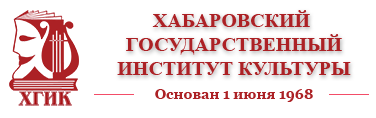 ХАБАРОВСКИЙ
ГОСУДАРСТВЕННЫЙ
ИНСТИТУТ КУЛЬТУРЫ
ХГИК
Основан 1 июня 1968